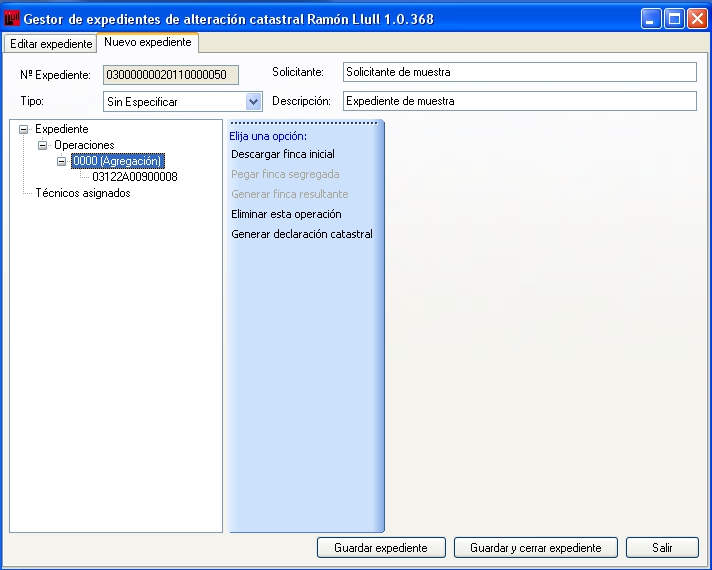 Gestor de expedientes de alteración catastral Ramón Llull 1.0.368
Editar expediente Nuevo expediente
Nº Expediente: 03000000020110000050 Solicitante: Solicitante de muestra
Tipo: Sin Especificar Descripción: Expediente de muestra
Expediente
Operaciones
0000 (Agregación)
03122A00900008
Técnicos asignados
Elija una opción:
Descargar finca inicial
Pegar finca segregada
Generar finca resultante
Eliminar esta operación
Generar declaración catastral
Guardar expediente Guardar y cerrar expediente Salir